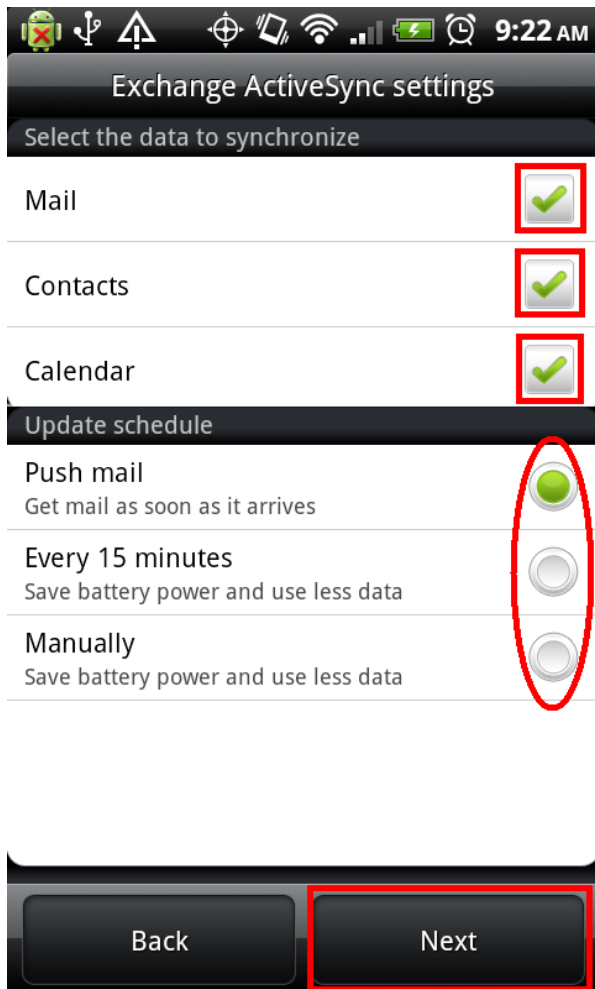 9:22 AM
Exchange ActiveSync settings
Select the data to synchronize
Mail
Contacts
Calendar
Update schedule
Push mail
Get mail as soon as it arrives
Every 15 minutes
Save battery power and use less data
Manually
Save battery power and use less data
Back
Next